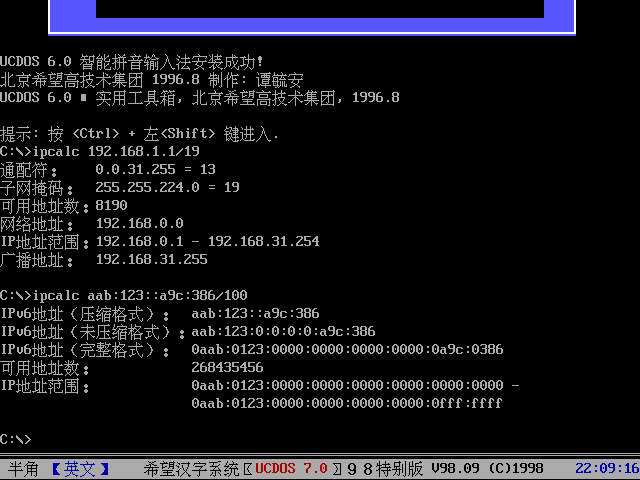 UCDOS 6.0 智能拼音输入法安装成功!
北京希望高技术集团 1996.8 制作: 谭毓安
UCDOS 6.0 ■ 实用工具箱, 北京希望高技术集团, 1996.8
提示: 按 <Ctrl> + 左<Shift> 键进入.
C:\>ipcalc 192.168.1.1/19
通配符: 0.0.31.255 = 13
子网掩码: 255.255.224.0 = 19
可用地址数:8190
网络地址: 192.168.0.0
IP地址范围:192.168.0.1 - 192.168.31.254
广播地址: 192.168.31.255
C:\>ipcalc aab:123::a9c:386/100
IPv6地址(压缩格式): aab:123::a9c:386
IPv6地址(未压缩格式):aab:123:0:0:0:0:a9c:386
IPv6地址(完整格式): 0aab:0123:0000:0000:0000:0000:0a9c:0386
可用地址数: 268435456
IP地址范围: 0aab:0123:0000:0000:0000:0000:0000:0000 -
0aab:0123:0000:0000:0000:0000:0fff:ffff
C:\>
半角 【英文】 希望汉字系统〖UCDOS 7.0〗98特别版 V98.09 (C)1998 22:09:16